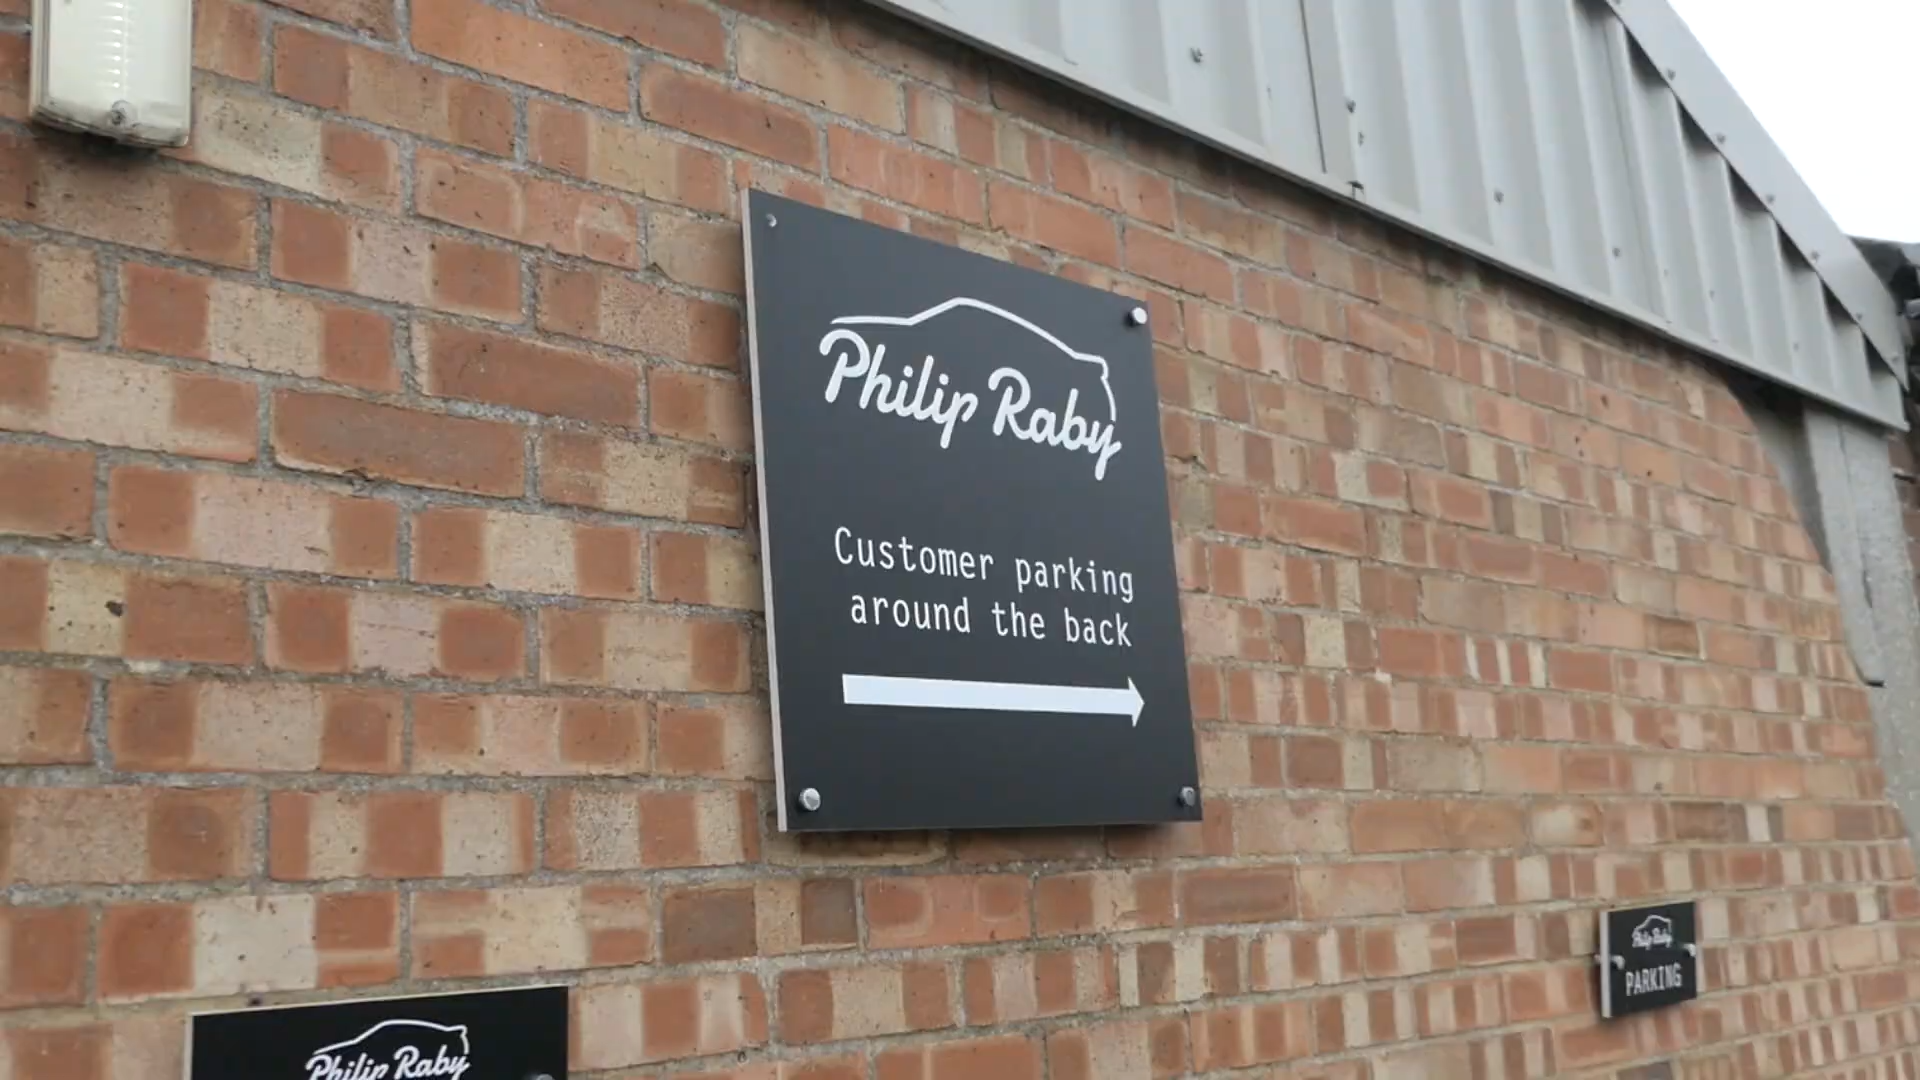 Philip Raby
Customer parking
around the back
Philip Raby
PARKING
Philip Raby